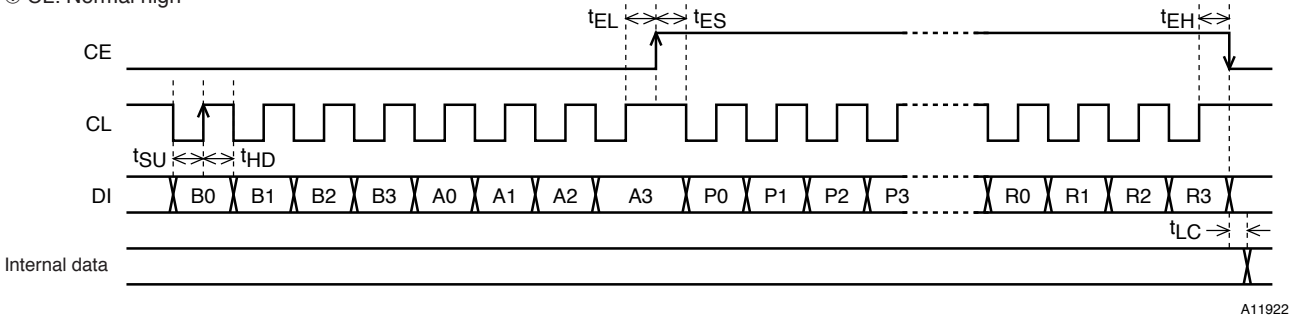 CL: Normal high
tEL tES tEH
CE
CL
tSU tHD
DI B0 B1 B2 B3 A0 A1 A2 A3 P0 P1 P2 P3 R0 R1 R2 R3
tLC
Internal data
A11922